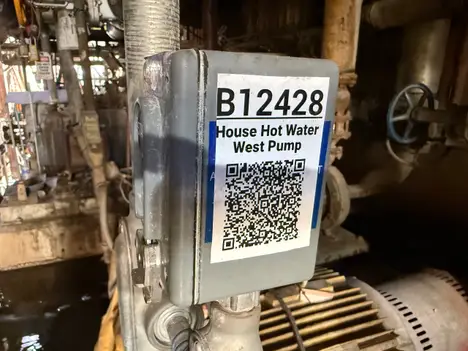 B12428
House Hot Water
West Pump